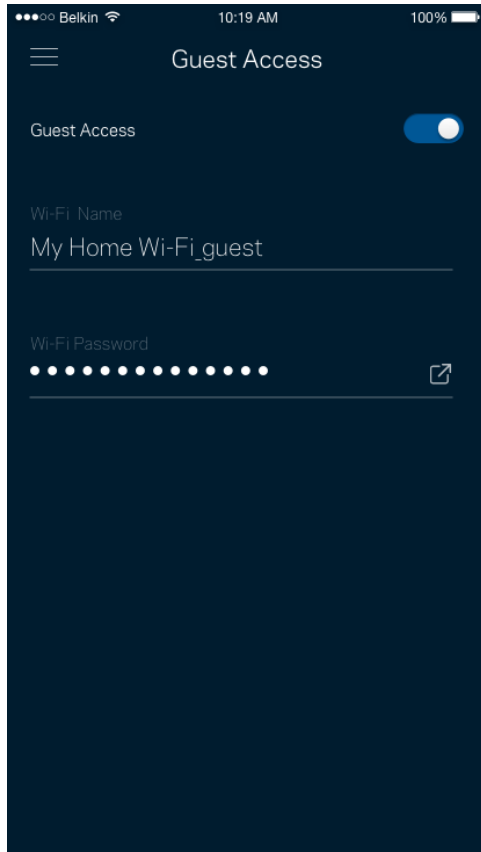 Belkin 10:19 AM 100%
Guest Access
Guest Access
Wi-Fi Name
My Home Wi-Fi_guest
Wi-Fi Password
●●●●●●●●●●●●●●